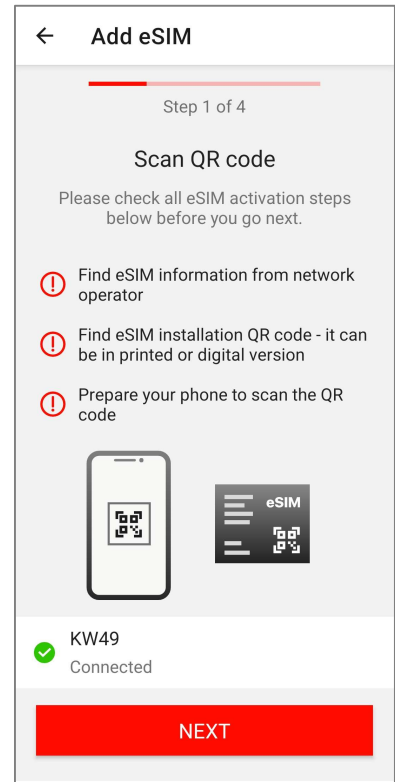 Add eSIM
Step 1 of 4
Scan QR code
Please check all eSIM activation steps
below before you go next.
Find eSIM information from network
operator
Find eSIM installation QR code - it can
be in printed or digital version
Prepare your phone to scan the QR
code
eSIM
KW49
Connected
NEXT